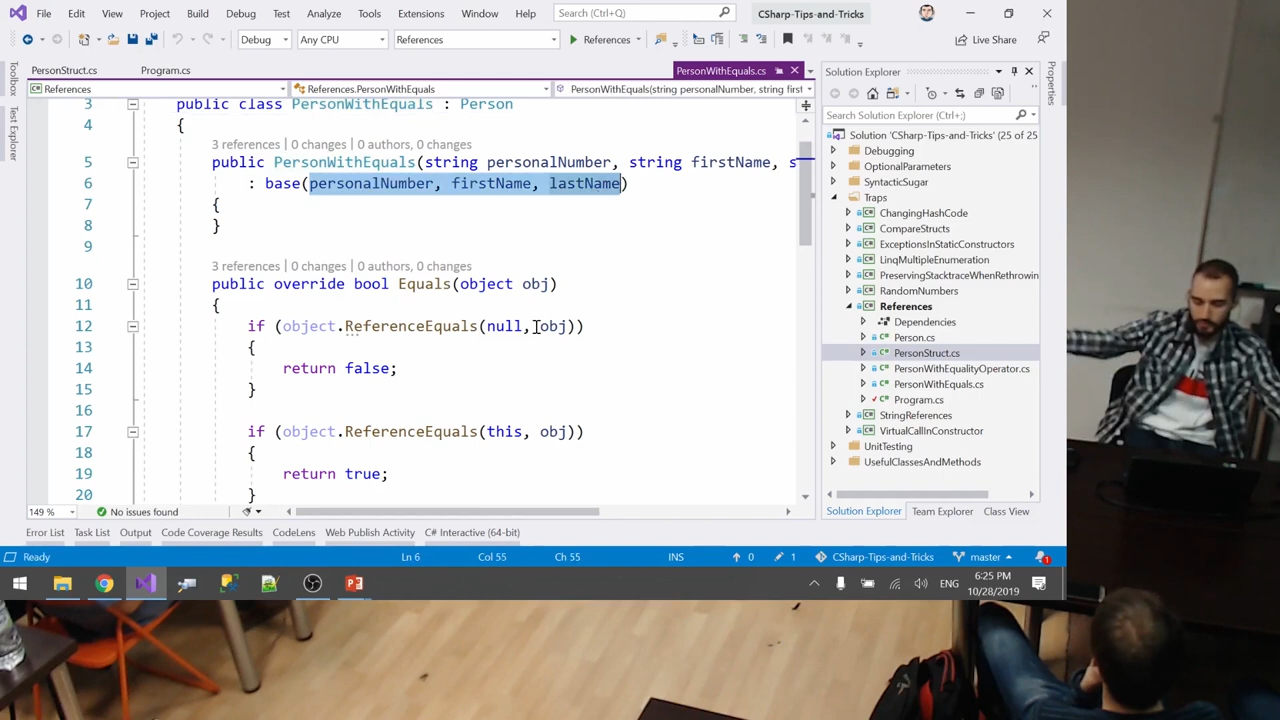 File Edit View Project Build Debug Test Analyze Tools Extensions Window Help Search (Ctrl+Q) CSharp-Tips-and-Tricks
Debug Any CPU References References Live Share
PersonStruct.cs Program.cs PersonWithEquals.cs
References References.PersonWithEquals PersonWithEquals(string personalNumber, string first
Toolbox
Test Explorer
3 public class PersonWithEquals : Person
4 {
3 references | 0 changes | 0 authors, 0 changes
5 public PersonWithEquals(string personalNumber, string firstName, s
6 : base(personalNumber, firstName, lastName)
7 {
8 }
9
3 references | 0 changes | 0 authors, 0 changes
10 public override bool Equals(object obj)
11 {
12 if (object.ReferenceEquals(null, obj))
13 {
14 return false;
15 }
16
17 if (object.ReferenceEquals(this, obj))
18 {
19 return true;
20 }
149 % No issues found
Solution Explorer
Search Solution Explorer (Ctrl+;)
Solution 'CSharp-Tips-and-Tricks' (25 of 25
Debugging
OptionalParameters
SyntacticSugar
Traps
ChangingHashCode
CompareStructs
ExceptionsInStaticConstructors
LinqMultipleEnumeration
PreservingStacktraceWhenRethrowin
RandomNumbers
References
Dependencies
Person.cs
PersonStruct.cs
PersonWithEqualityOperator.cs
PersonWithEquals.cs
Program.cs
StringReferences
VirtualCallInConstructor
UnitTesting
UsefulClassesAndMethods
Solution Explorer Team Explorer Class View
Properties
Error List Task List Output Code Coverage Results CodeLens Web Publish Activity C# Interactive (64-bit)
Ready Ln 6 Col 55 Ch 55 INS 0 1 CSharp-Tips-and-Tricks master 1
ENG 6:25 PM
10/28/2019